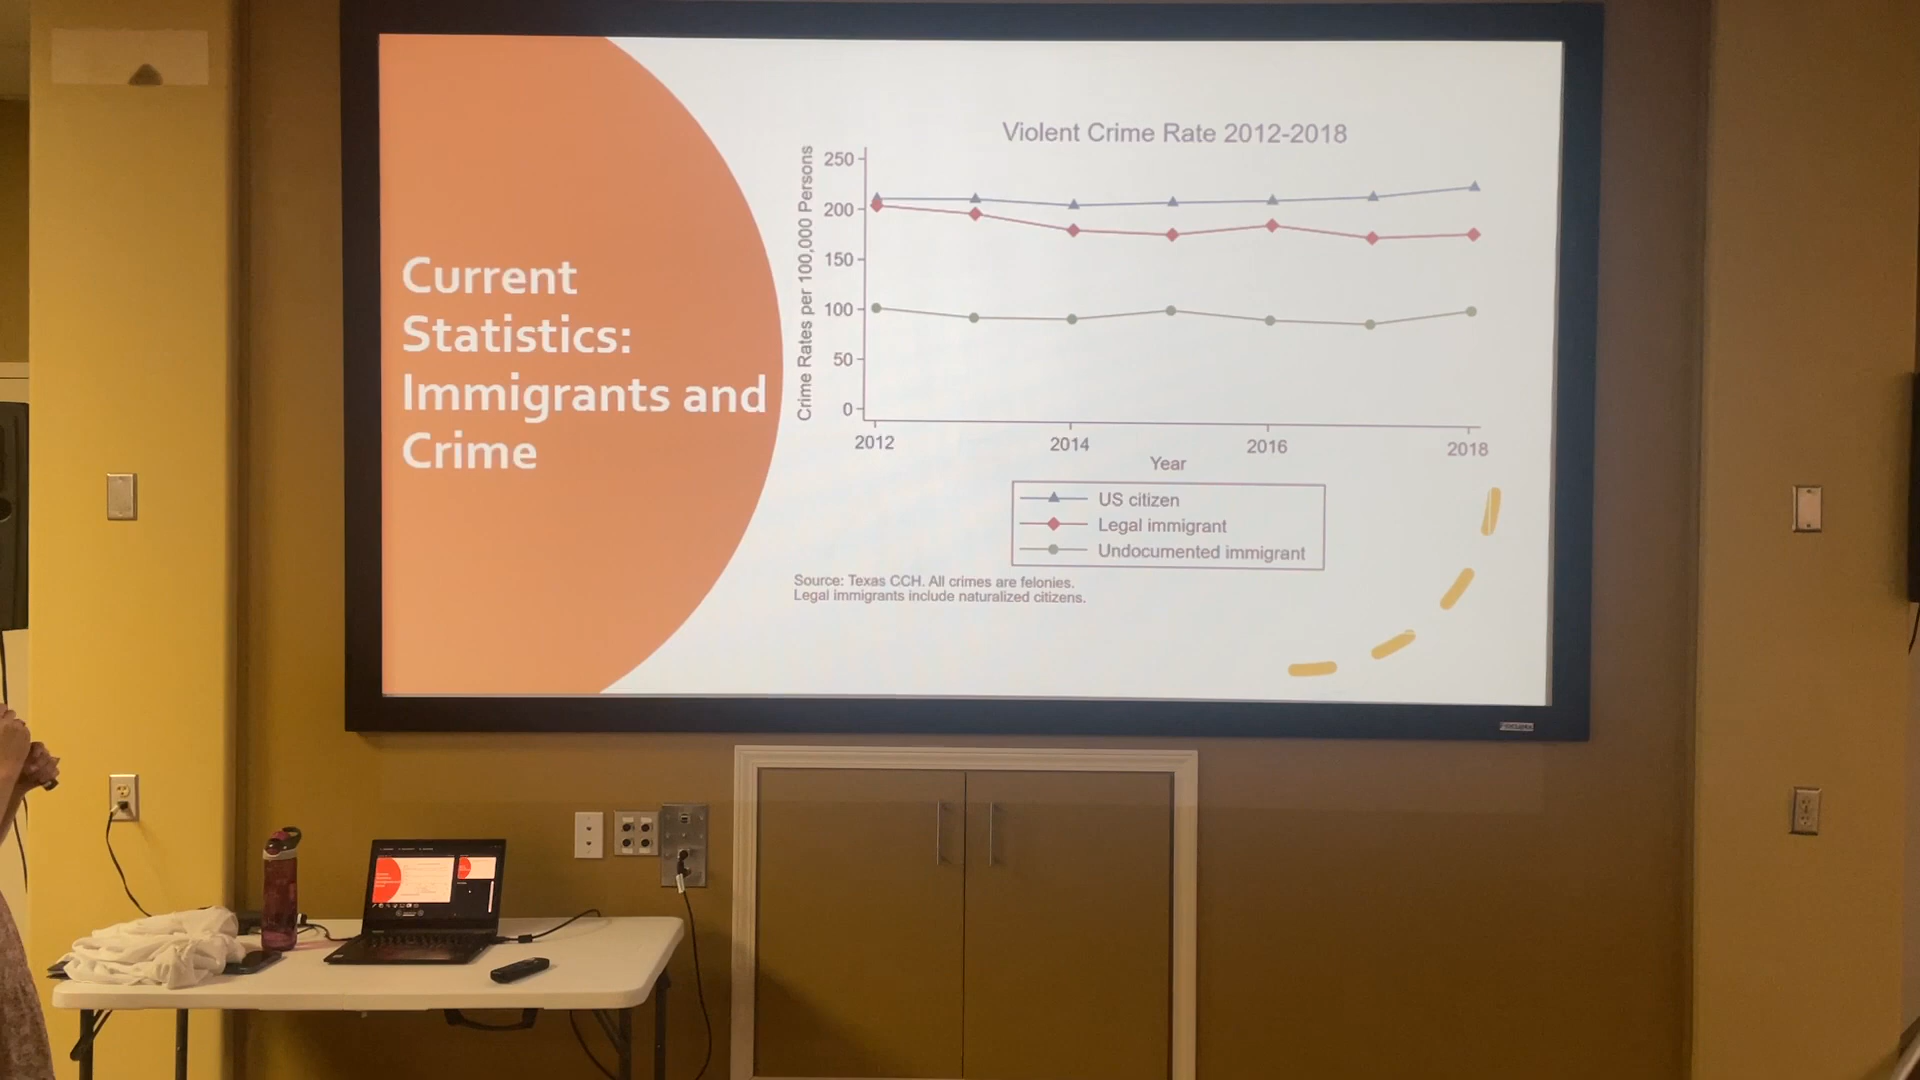 Current
Statistics:
Immigrants and
Crime
Violent Crime Rate 2012-2018
Crime Rates per 100,000 Persons
250
200
150
100
50
0
2012
2014
2016
2018
Year
US citizen
Legal immigrant
Undocumented immigrant
Source: Texas CCH. All crimes are felonies.
Legal immigrants include naturalized citizens.